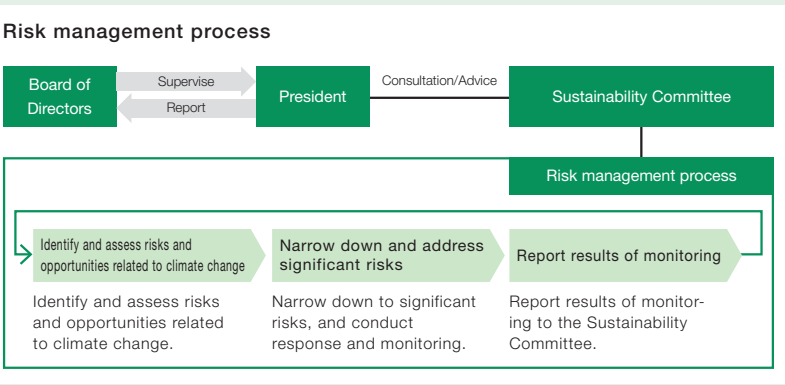 Risk management process
Board of
Directors
Supervise
Report
President
Consultation/Advice
Sustainability Committee
Risk management process
Identify and assess risks and
opportunities related to climate change
Narrow down and address
significant risks
Report results of monitoring
Identify and assess risks
and opportunities related
to climate change.
Narrow down to significant
risks, and conduct
response and monitoring.
Report results of monitor-
ing to the Sustainability
Committee.